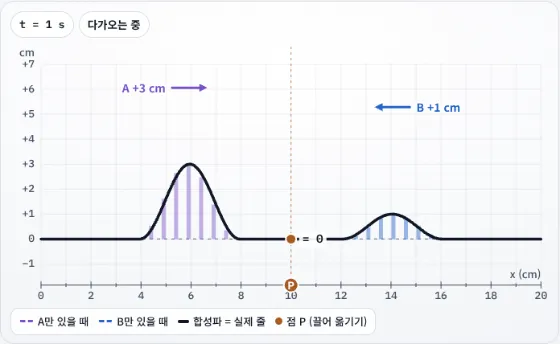 t = 1 s 다가오는 중
cm
+7
+6
A +3 cm
+5
B +1 cm
+4
+3
+2
+1
0
= 0
−1
x (cm)
P
0 2 4 6 8 10 12 14 16 18 20
A만 있을 때 B만 있을 때 합성파 = 실제 줄 점 P (끌어 옮기기)